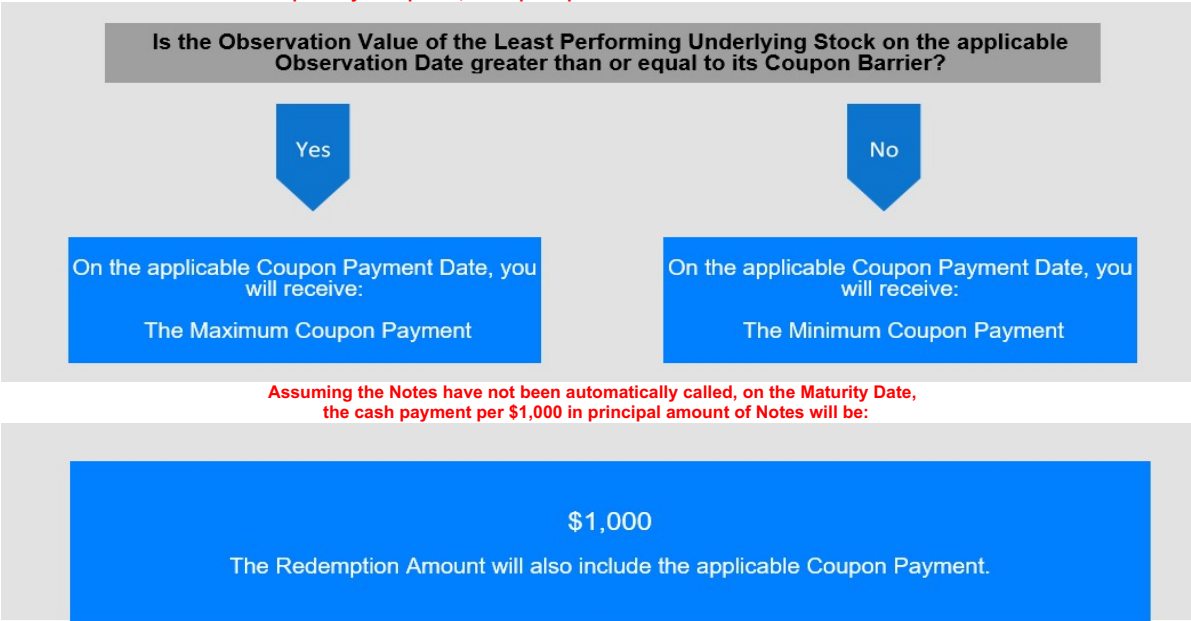 Is the Observation Value of the Least Performing Underlying Stock on the applicable
Observation Date greater than or equal to its Coupon Barrier?
Yes
No
On the applicable Coupon Payment Date, you
will receive:
The Maximum Coupon Payment
On the applicable Coupon Payment Date, you
will receive:
The Minimum Coupon Payment
Assuming the Notes have not been automatically called, on the Maturity Date,
the cash payment per $1,000 in principal amount of Notes will be:
$1,000
The Redemption Amount will also include the applicable Coupon Payment.